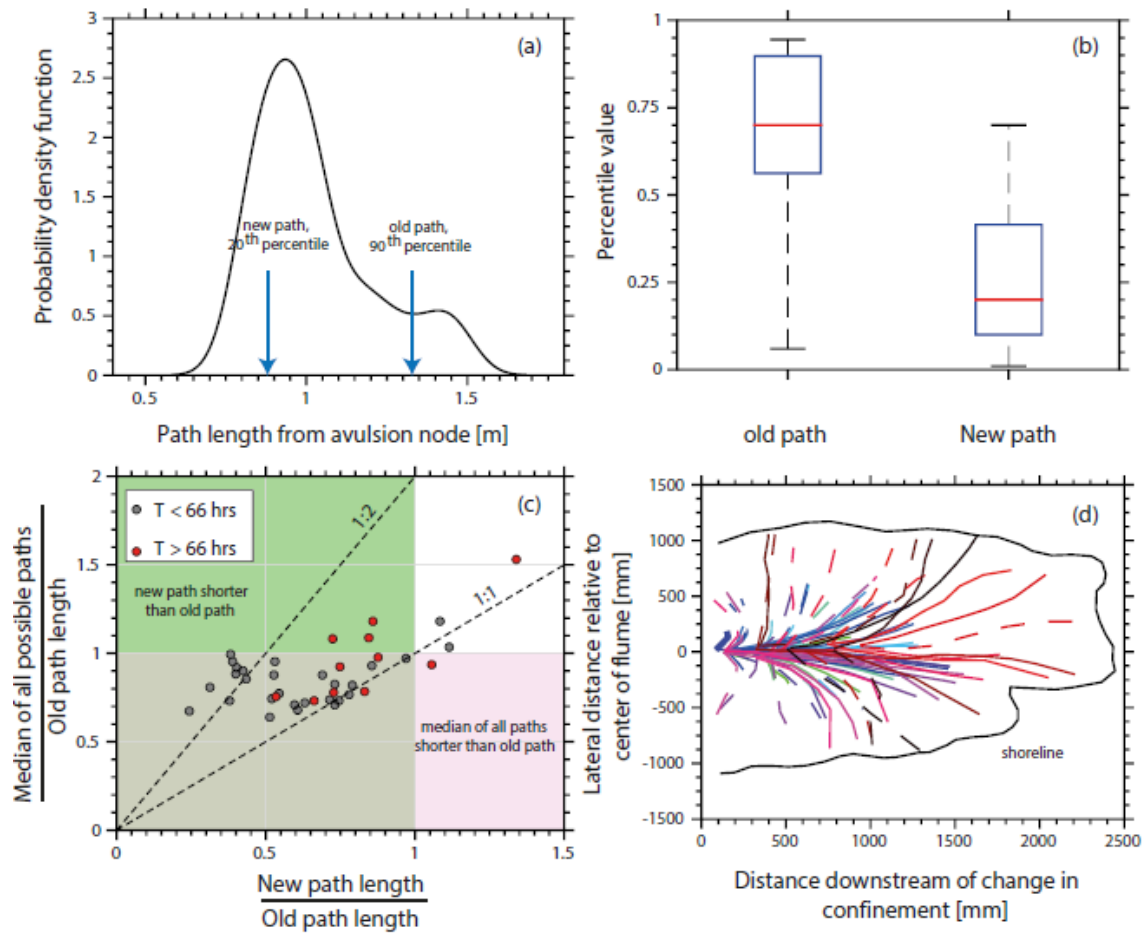 (a)
3
2.5
2
1.5
1
0.5
0
Probability density function
new path,
20th percentile
old path,
90th percentile
0.5
1
1.5
Path length from avulsion node [m]
(b)
1
0.75
0.5
0.25
0
Percentile value
old path
New path
(c)
2
1.5
1
0.5
0
Median of all possible paths
Old path length
T < 66 hrs
T > 66 hrs
1:2
1:1
new path shorter
than old path
median of all paths
shorter than old path
0
0.5
1
1.5
New path length
Old path length
(d)
1500
1000
500
0
-500
-1000
-1500
Lateral distance relative to
center of flume [mm]
shoreline
0
500
1000
1500
2000
2500
Distance downstream of change in
confinement [mm]